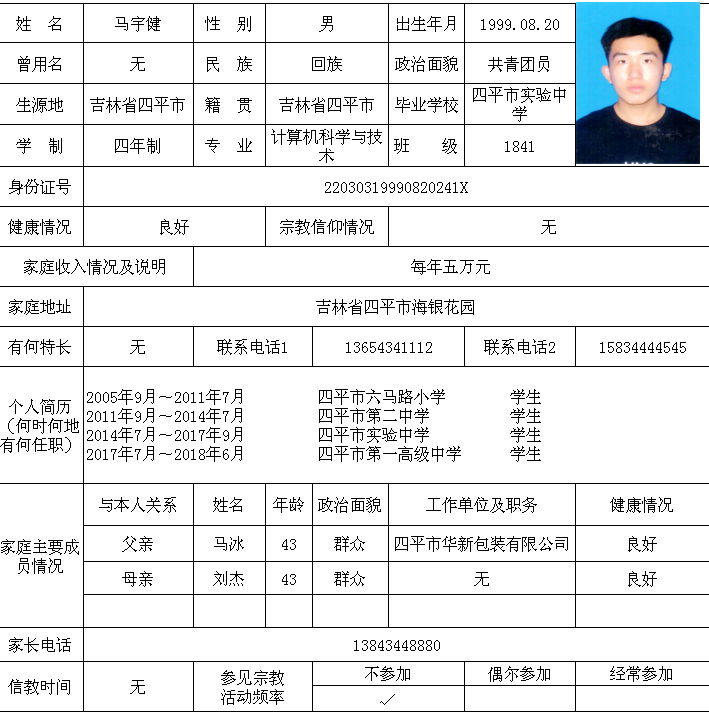 姓 名 马宇健 性 别 男 出生年月 1999.08.20
曾用名 无 民 族 回族 政治面貌 共青团员
生源地 吉林省四平市 籍 贯 吉林省四平市 毕业学校 四平市实验中学
学 制 四年制 专 业 计算机科学与技术 班 级 1841
身份证号 22030319990820241X
健康情况 良好 宗教信仰情况 无
家庭收入情况及说明 每年五万元
家庭地址 吉林省四平市海银花园
有何特长 无 联系电话1 13654341112 联系电话2 15834444545
个人简历
(何时何地
有何任职)
2005年9月～2011年7月 四平市六马路小学 学生
2011年9月～2014年7月 四平市第二中学 学生
2014年7月～2017年9月 四平市实验中学 学生
2017年7月～2018年6月 四平市第一高级中学 学生
家庭主要成
员情况
与本人关系 姓名 年龄 政治面貌 工作单位及职务 健康情况
父亲 马冰 43 群众 四平市华新包装有限公司 良好
母亲 刘杰 43 群众 无 良好
家长电话 13843448880
信教时间 无 参见宗教
活动频率
不参加 偶尔参加 经常参加
✓